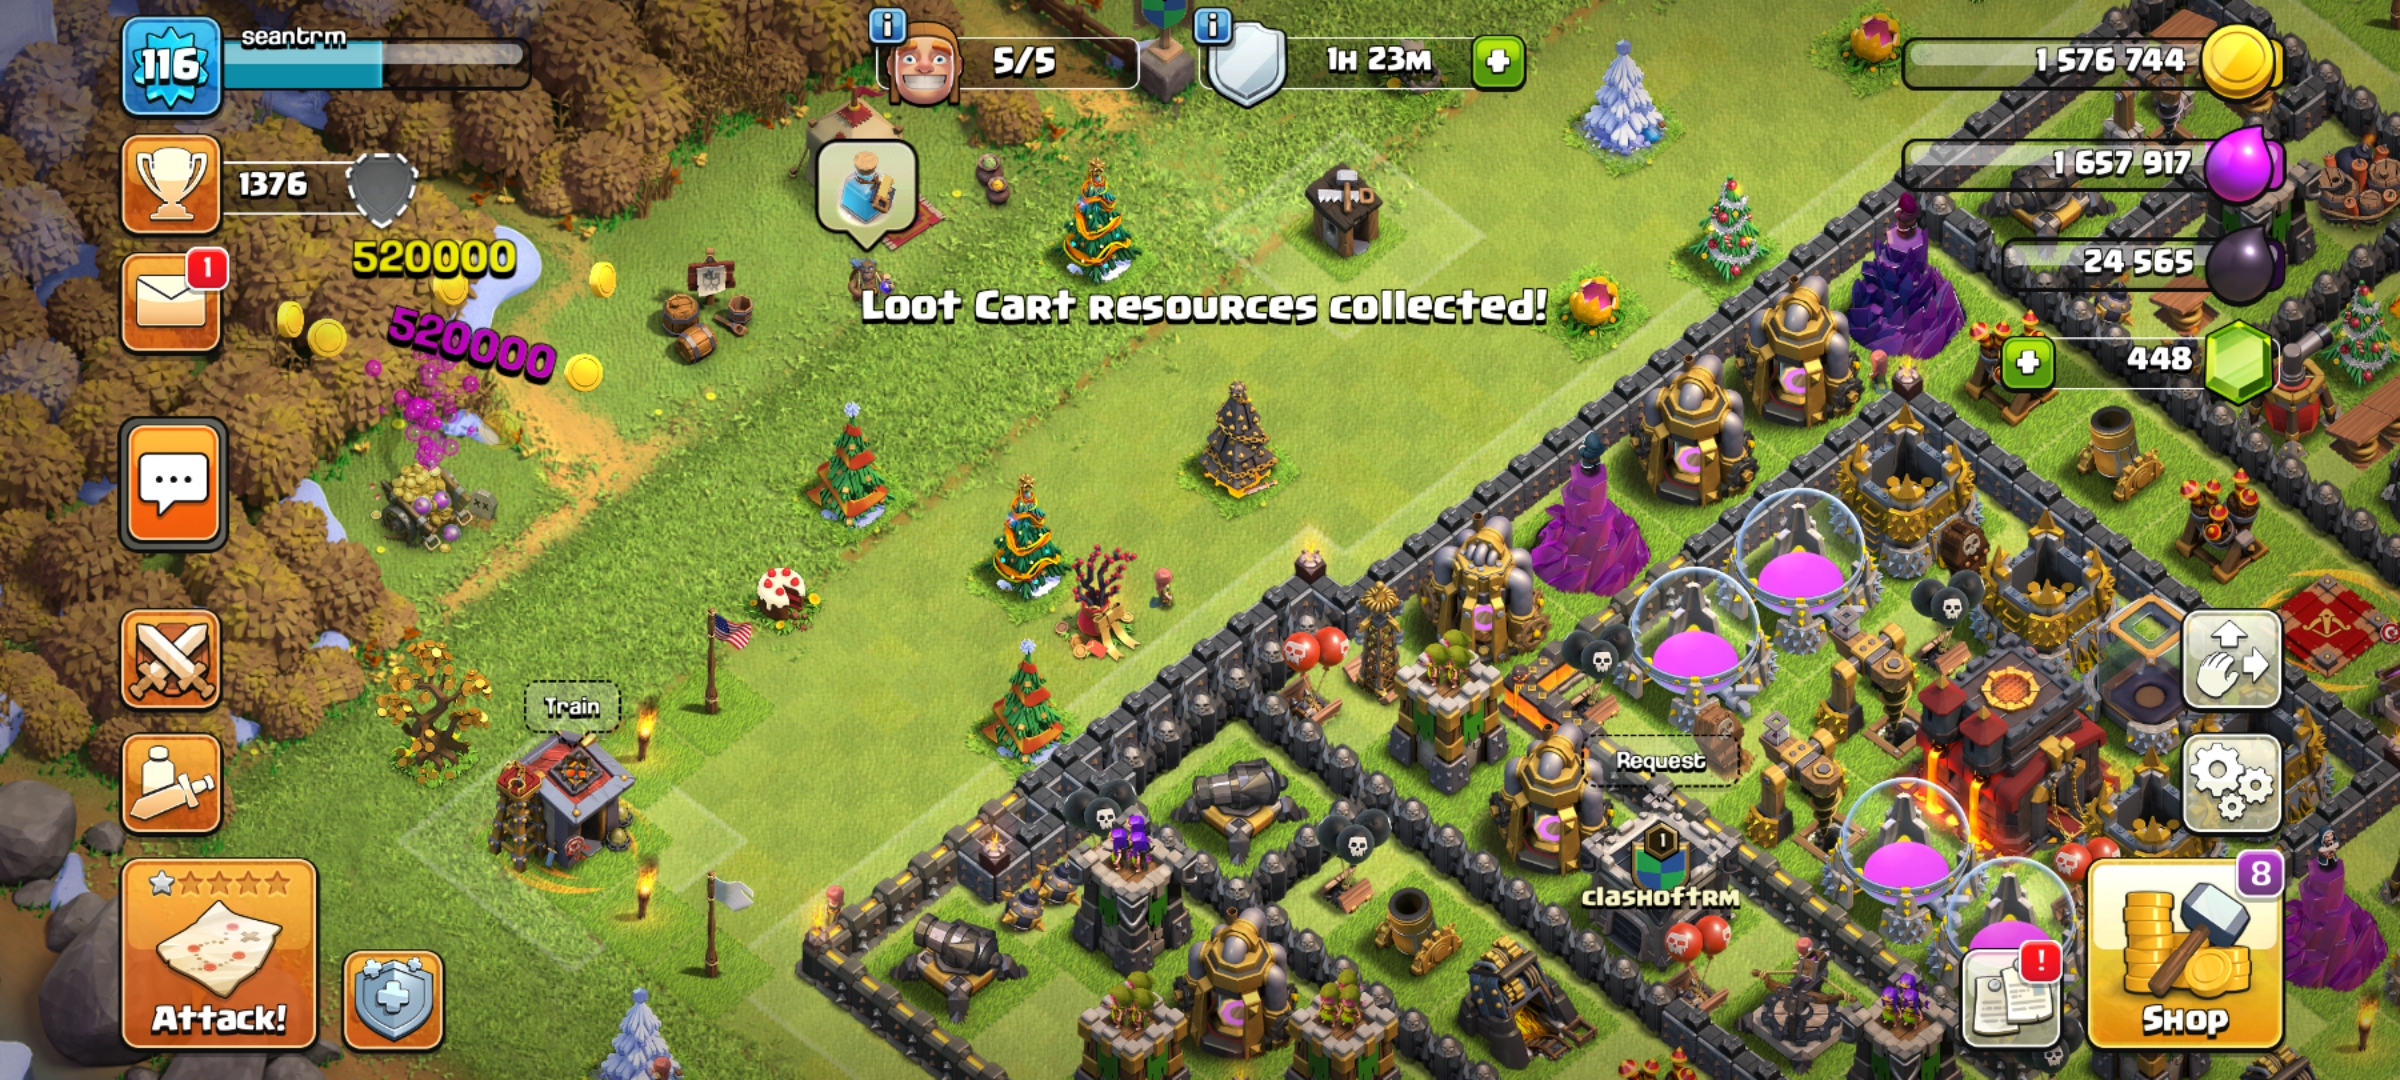 116
seantrm
5/5
1H 23M
1 576 744
1376
1 657 917
520000
1
24 565
Loot Cart resources collected!
520000
448
Train
Request
1
clashoftrm
8
Attack!
!
Shop